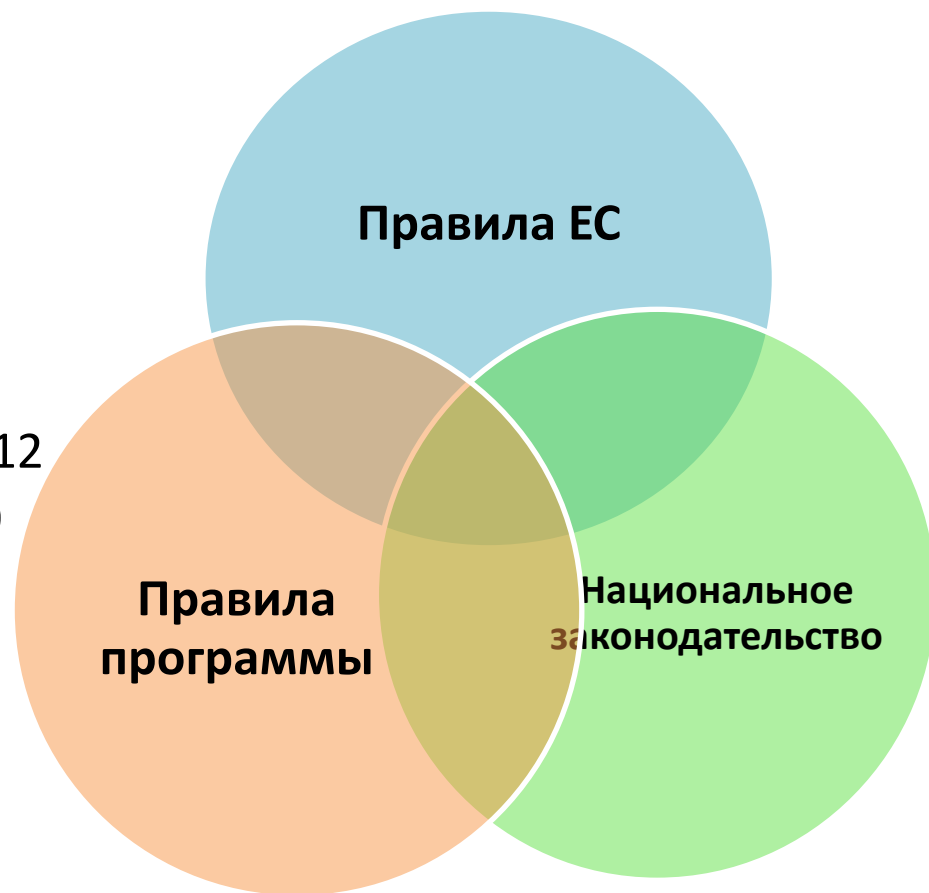 Правила ЕС
12
)
Правила
программы
Национальное
законодательство